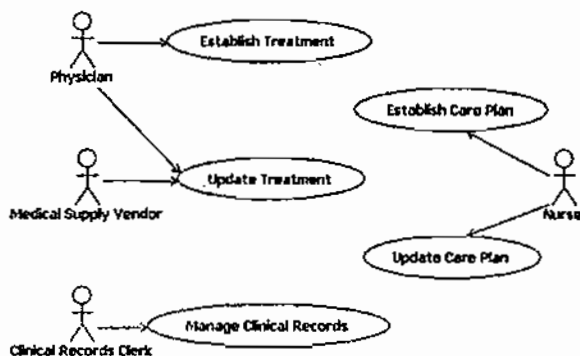 Establish Treatment
Physician
Establish Care Plan
Update Treatment
Medical Supply Vendor
Nurse
Update Care Plan
Manage Clinical Records
Clinical Records Clerk